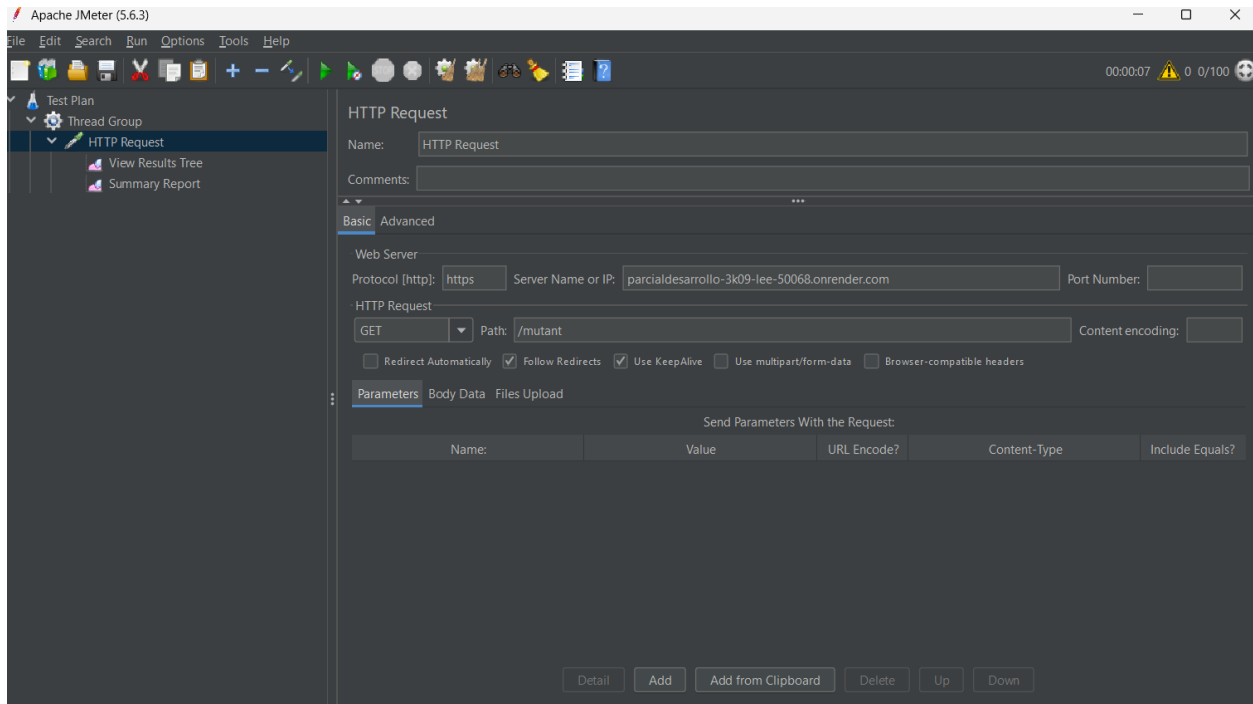 Apache JMeter (5.6.3)
File Edit Search Run Options Tools Help
00:00:07 0 0/100
Test Plan
Thread Group
HTTP Request
View Results Tree
Summary Report
HTTP Request
Name: HTTP Request
Comments:
Basic Advanced
Web Server
Protocol [http]: https Server Name or IP: parcialdesarrollo-3k09-lee-50068.onrender.com Port Number:
HTTP Request
GET Path: /mutant Content encoding:
Redirect Automatically Follow Redirects Use KeepAlive Use multipart/form-data Browser-compatible headers
Parameters Body Data Files Upload
Send Parameters With the Request:
Name: Value URL Encode? Content-Type Include Equals?
Detail Add Add from Clipboard Delete Up Down